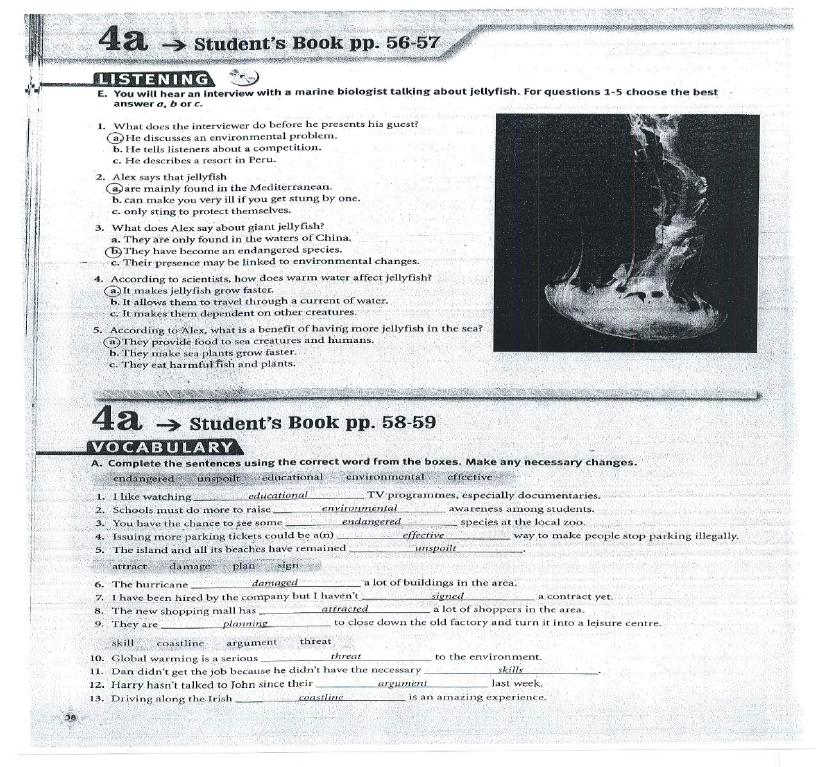 4a → Student's Book pp. 56-57
LISTENING
E. You will hear an interview with a marine biologist talking about jellyfish. For questions 1-5 choose the best
answer a, b or c.
1. What does the interviewer do before he presents his guest?
a. He discusses an environmental problem.
b. He tells listeners about a competition.
c. He describes a resort in Peru.
2. Alex says that jellyfish
a. are mainly found in the Mediterranean.
b. can make you very ill if you get stung by one.
c. only sting to protect themselves.
3. What does Alex say about giant jellyfish?
a. They are only found in the waters of China.
b. They have become an endangered species.
c. Their presence may be linked to environmental changes.
4. According to scientists, how does warm water affect jellyfish?
a. It makes jellyfish grow faster.
b. It allows them to travel through a current of water.
c. It makes them dependent on other creatures.
5. According to Alex, what is a benefit of having more jellyfish in the sea?
a. They provide food to sea creatures and humans.
b. They make sea plants grow faster.
c. They eat harmful fish and plants.
4a → Student's Book pp. 58-59
VOCABULARY
A. Complete the sentences using the correct word from the boxes. Make any necessary changes.
endangered unspoilt educational environmental effective
1. I like watching educational TV programmes, especially documentaries.
2. Schools must do more to raise environmental awareness among students.
3. You have the chance to see some endangered species at the local zoo.
4. Issuing more parking tickets could be a(n) effective way to make people stop parking illegally.
5. The island and all its beaches have remained unspoilt.
attract damage plan sign
6. The hurricane damaged a lot of buildings in the area.
7. I have been hired by the company but I haven't signed a contract yet.
8. The new shopping mall has attracted a lot of shoppers in the area.
9. They are planning to close down the old factory and turn it into a leisure centre.
skill coastline argument threat
10. Global warming is a serious threat to the environment.
11. Dan didn't get the job because he didn't have the necessary skills.
12. Harry hasn't talked to John since their argument last week.
13. Driving along the Irish coastline is an amazing experience.
38